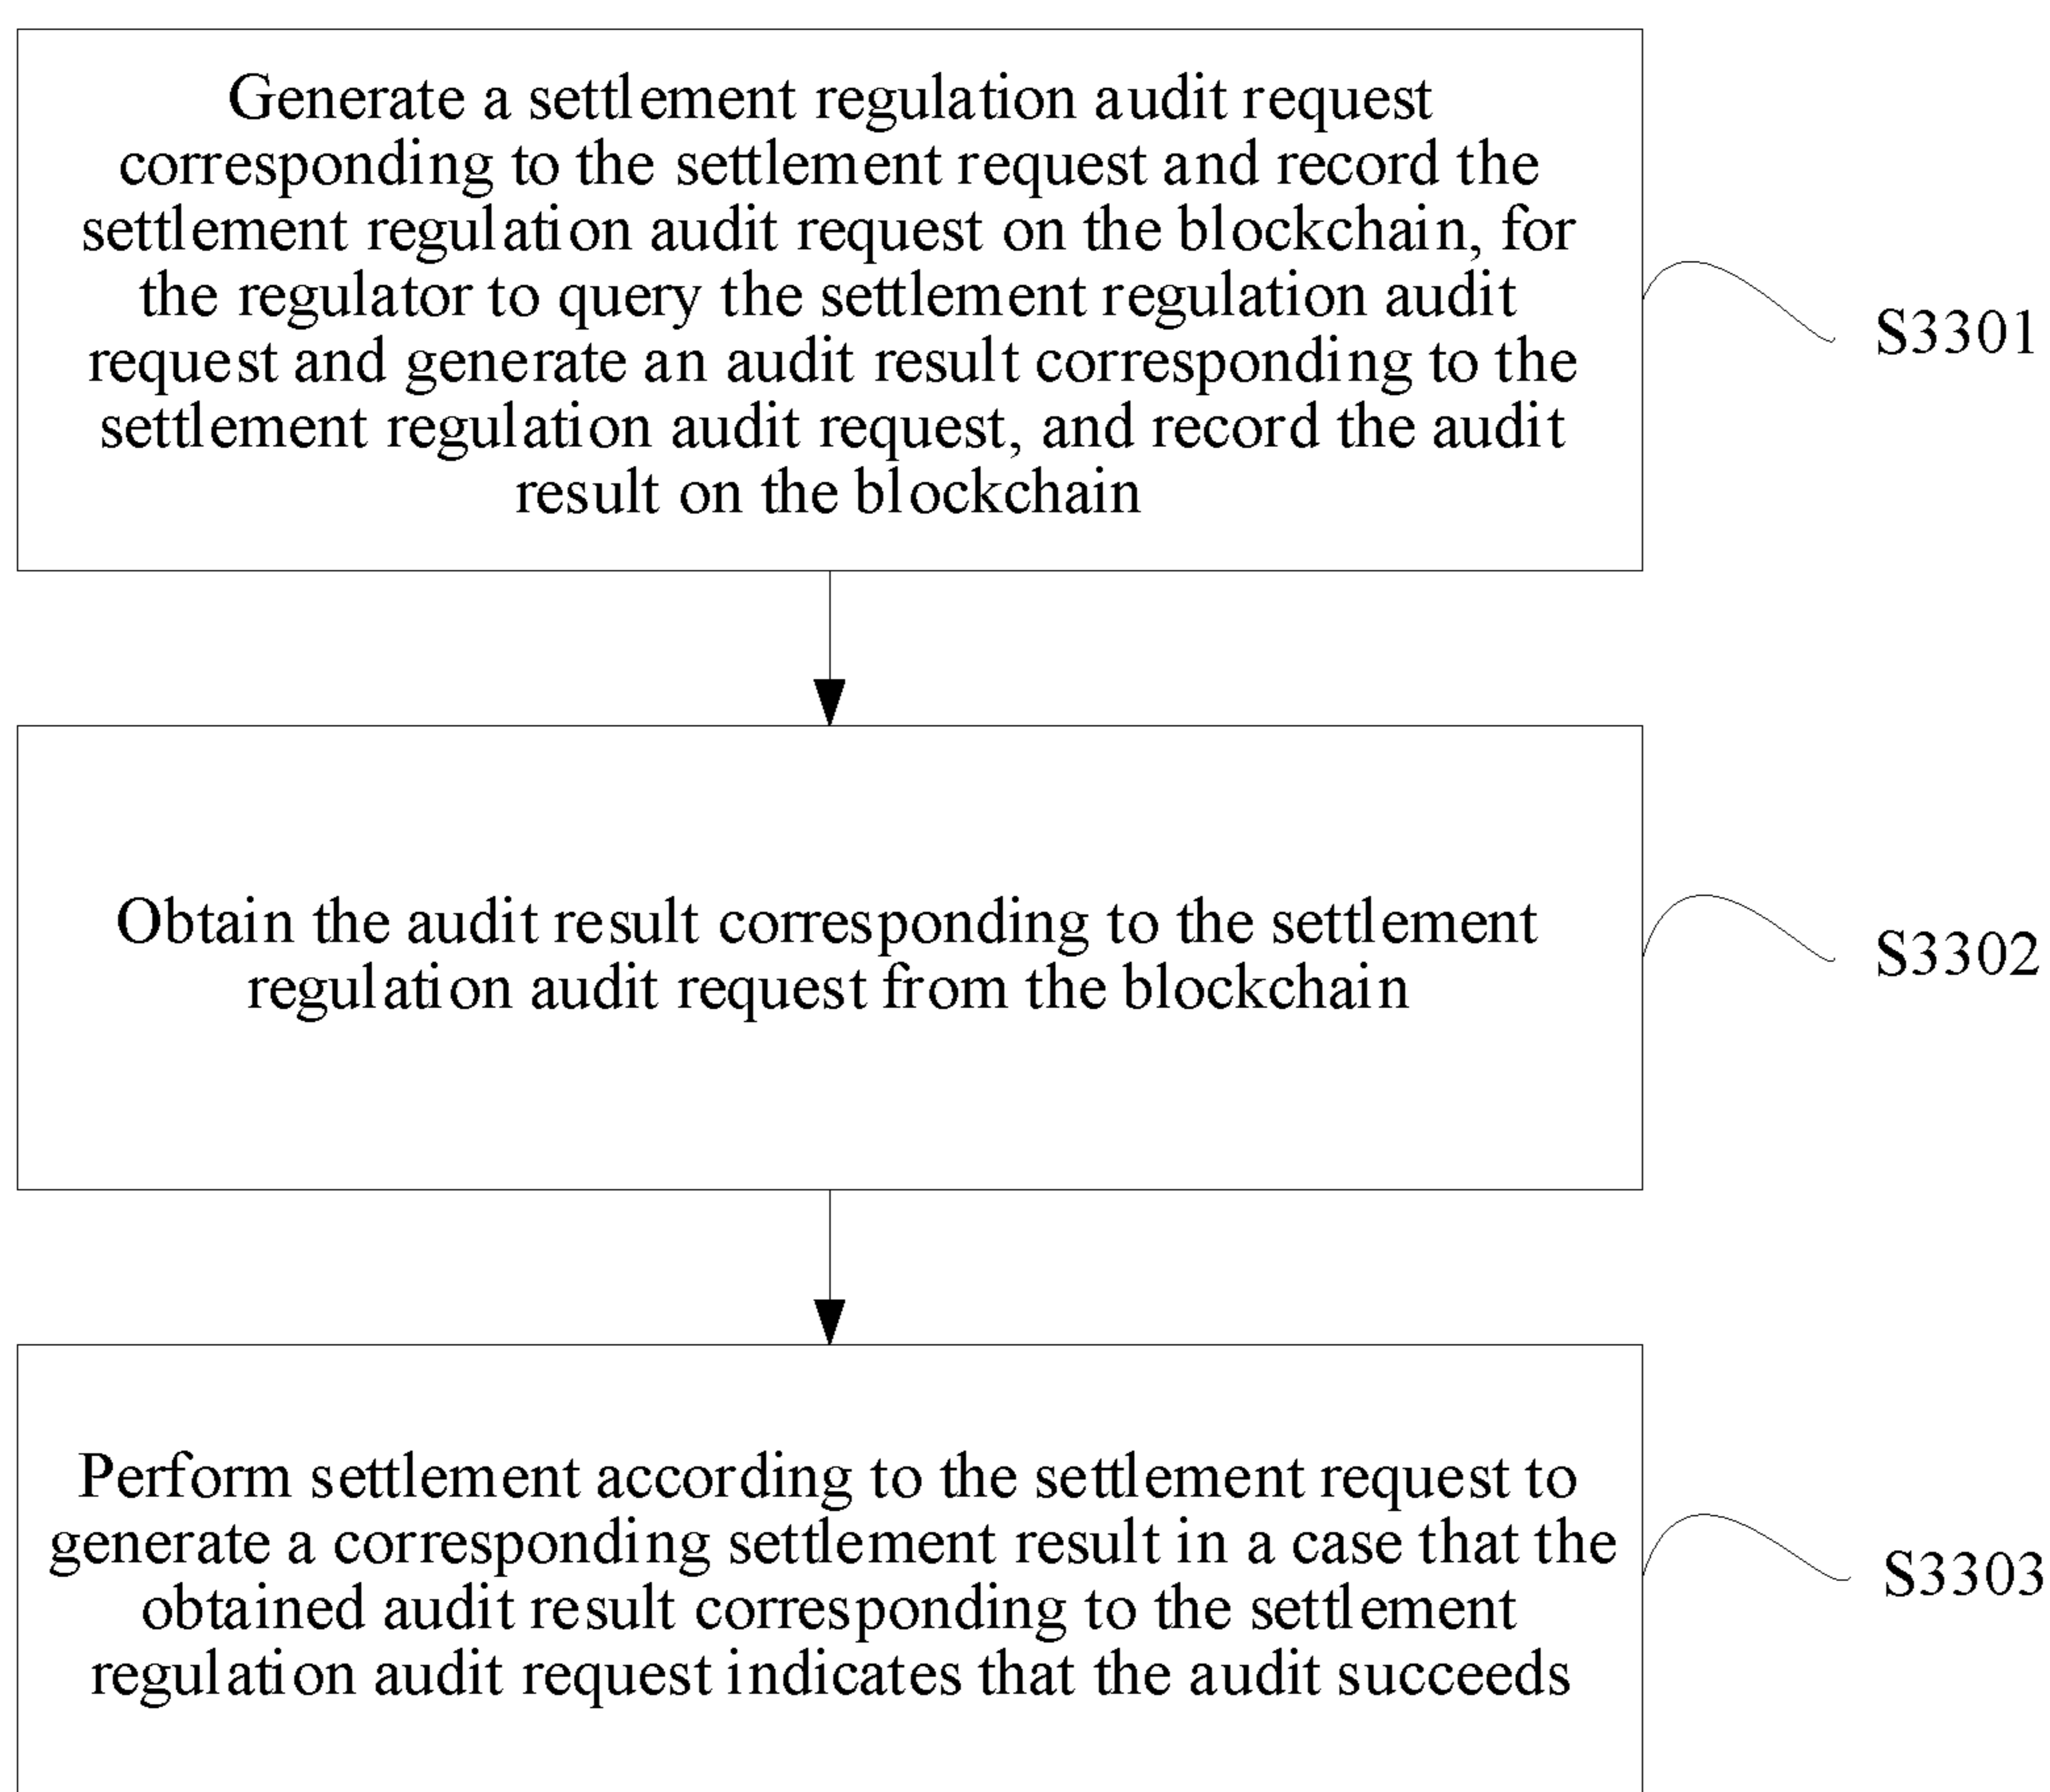 Generate a settlement regulation audit request
corresponding to the settlement request and record the
settlement regulation audit request on the blockchain, for
the regulator to query the settlement regulation audit
request and generate an audit result corresponding to the
settlement regulation audit request, and record the audit
result on the blockchain
S3301
Obtain the audit result corresponding to the settlement
regulation audit request from the blockchain
S3302
Perform settlement according to the settlement request to
generate a corresponding settlement result in a case that the
obtained audit result corresponding to the settlement
regulation audit request indicates that the audit succeeds
S3303